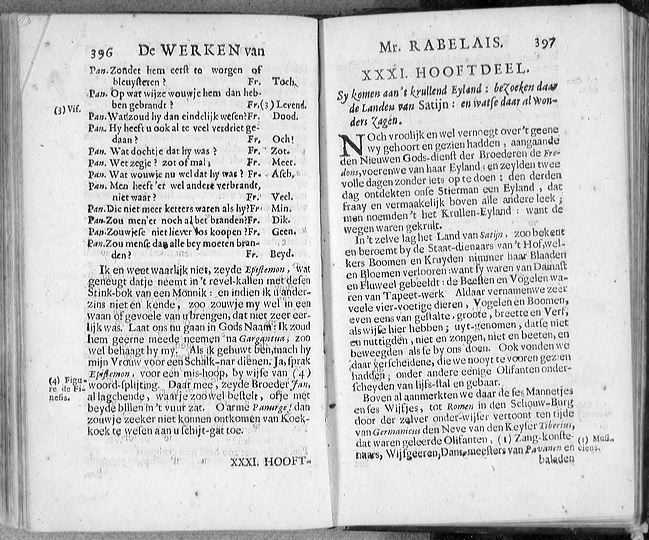 396 De WERKEN van
Pan. Zonder hem eerst te worgen of
bleuysteren? Fr. Toch.
Pan. Op wat wijze wouwje hem dan heb-
ben gebrandt? Fr. (3) Levend.
(3) Vif.
Pan. Watzoud hy dan eindelijk wesen? Fr. Dood.
Pan. Hy heeft u ook al te veel verdriet ge-
daan? Fr. Och!
Pan. Wat dochtje dat hy was? Fr. Zot.
Pan. Wet zegje? zot of mal; Fr. Meer.
Pan. Wat wouwje nu wel dat hy was? Fr. Asch.
Pan. Men heeft'er wel andere verbrandt,
niet waar? Fr. Veel.
Pan. Die niet meer ketters waren als hy? Fr. Min.
Pan. Zou men'er noch al bet branden? Fr. Dik.
Pan. Zouwjese niet liever los koopen? Fr. Geen.
Pan. Zou mense dan alle bey moeten bran-
den? Fr. Beyd.
Ik en weet waarlijk niet, zeyde Epistemon, wat
geneugt datje neemt in't revel-kallen met desen
Stink-bok van een Monnik: en indien ik u ander-
zins niet en kende, zoo zouwje my wel in een
waan of gevoele van u brengen, dat niet zeer eer-
lijk was. Laat ons nu gaan in Gods Naam: Ik zoud
hem geerne meede neemen na Gargantua, zoo
wel behangt hy my. Als ik gehuwt ben, mach hy
mijn Vrouw voor een Schalk-nar dienen. Ja, sprak
Epistemon, voor een mis-hoop, by wijse van (4)
(4) Figu-
re de Fi-
nesis.
woord-splijting. Daar mee, zeyde Broeder Jan,
al lagchende, waarje zoo wel bestelt, ofje met
beyde billen in't vuur zat. O arme Panurge! dan
zouwje zeeker niet konnen ontkomen van Koek-
koek te wesen aan u schijt-gat toe.
XXXI. HOOFT-
Mr. RABELAIS. 397
XXXI. HOOFTDEEL.
Sy komen aan't krullend Eyland: bezoeken daar
de Landen van Satijn: en watse daar al Won-
ders zagen.
NOch vroolijk en wel vernoegt over't geene
wy gehoort en gezien hadden, aangaande
den Nieuwen Gods-dienst der Broederen de Fre-
dons, voerenwe van haar Eyland: en zeylden twee
volle dagen zonder iets op te doen: den derden
dag ontdekten onse Stierman een Eyland, dat
fraay en vermaakelijk boven alle andere leek;
men noemden't het Krullen-Eyland: want de
wegen waren gekrult.
In't zelve lag het Land van Satijn, zoo bekent
en beroemt by de Staat-dienaars van 't Hof, wel-
kers Boomen en Kruyden nimmer haar Blaaden
en Bloemen verlooren: want sy waren van Damast
en Fluweel gebeeldt: de Beesten en Vogelen wa-
ren van Tapeet-werk Aldaar vernamenwe zeer
veele vier-voetige dieren, Vogelen en Boomen,
even eens van gestalte, groote, breette en Verf,
als wijse hier hebben; uyt-genomen, datse niet
en nuttigden, niet en zongen, niet en beeten, en
beweegden als se by ons doen. Ook vonden we
daar verscheidene, die we nooyt te vooren gezien
hadden; onder andere eenige Olifanten onder-
scheyden van lijfs-stal en gebaar.
Boven al aanmerkten we daar de ses Mannetjes
en ses Wijfjes, tot Romen in den Schouw-Burg
door der zelver onder-wijser vertoont ten tijde
van Germanicus den Neve van den Keyser Tiberius,
dat waren geleerde Olifanten, (1) Zang-konste-
naars, Wijsgeeren, Dans-meesters van Pavanen en
(1) Musi-
ciens.
baladen